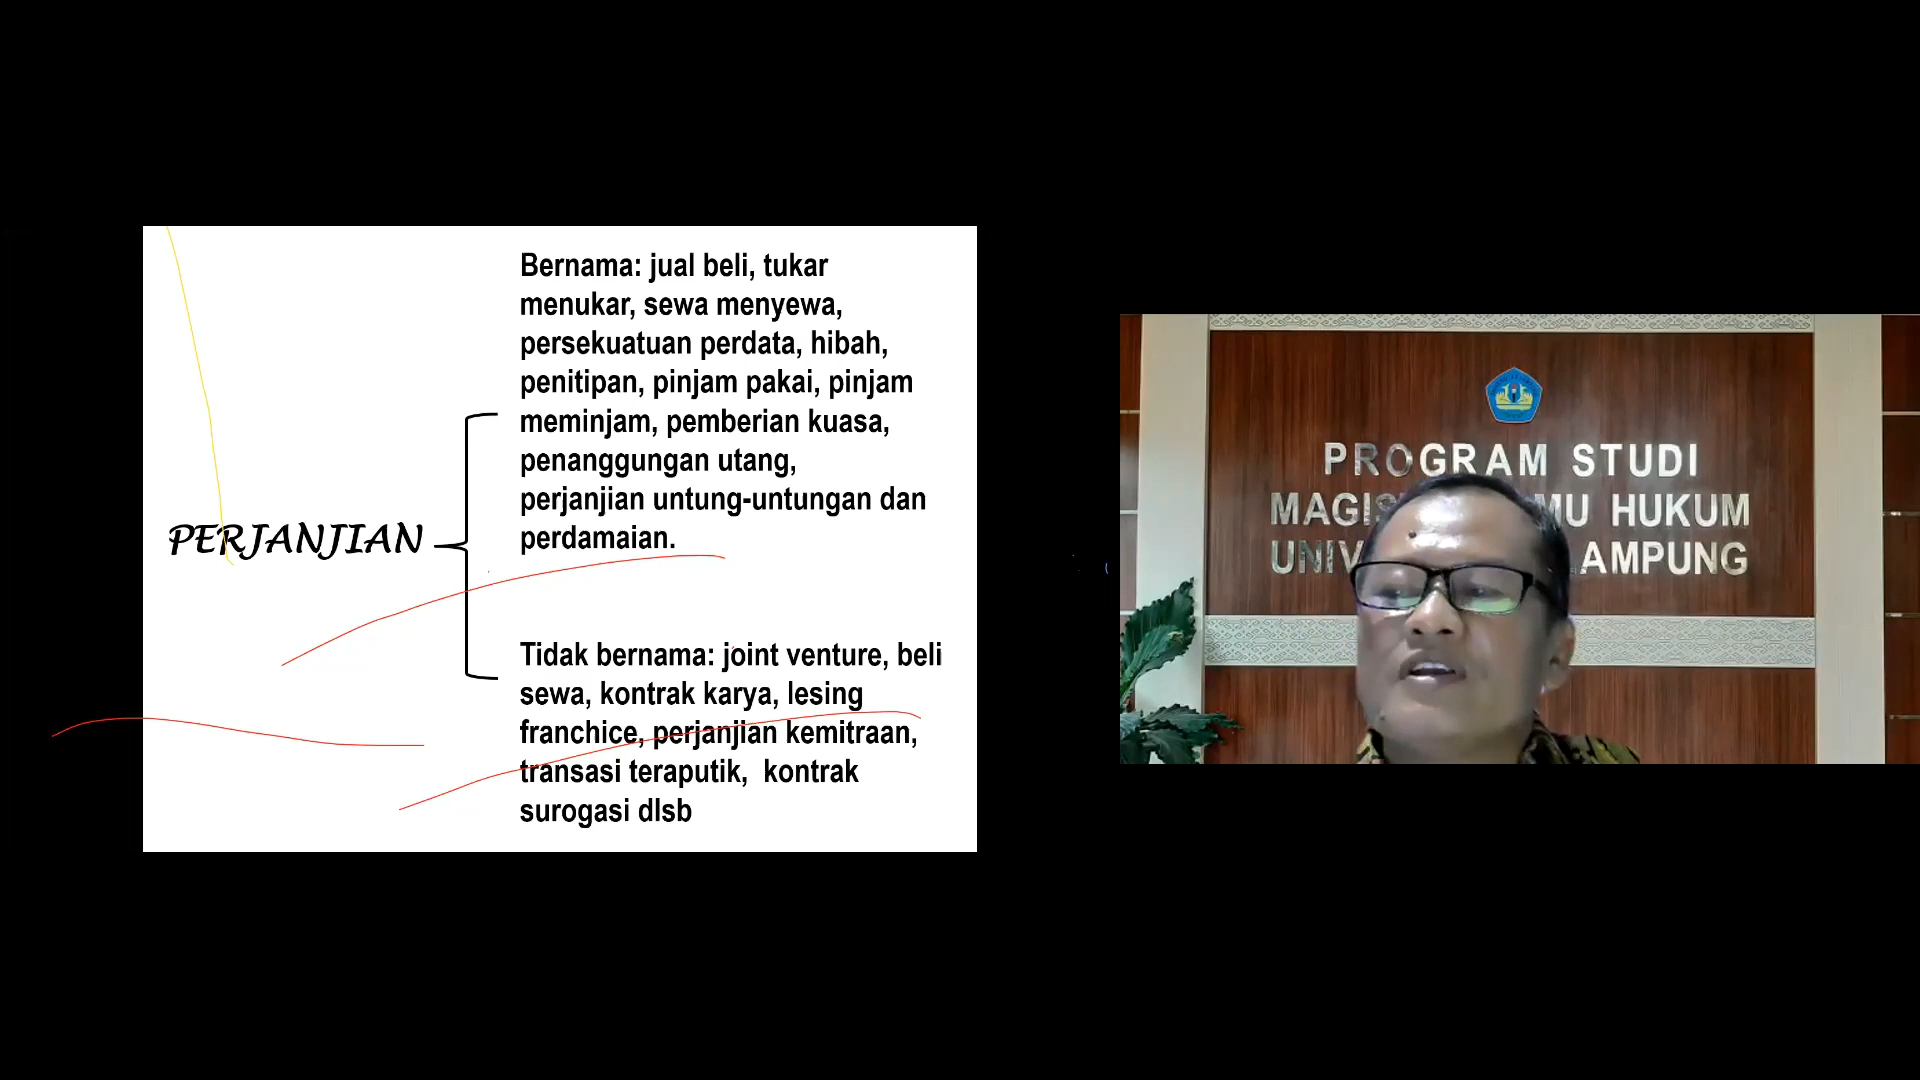 Bernama: jual beli, tukar
menukar, sewa menyewa,
persekuatuan perdata, hibah,
penitipan, pinjam pakai, pinjam
meminjam, pemberian kuasa,
penanggungan utang,
perjanjian untung-untungan dan
perdamaian.
PERJANJIAN
Tidak bernama: joint venture, beli
sewa, kontrak karya, lesing
franchice, perjanjian kemitraan,
transasi teraputik, kontrak
surogasi dlsb
PROGRAM STUDI
MAGIS MU HUKUM
UNIV AMPUNG